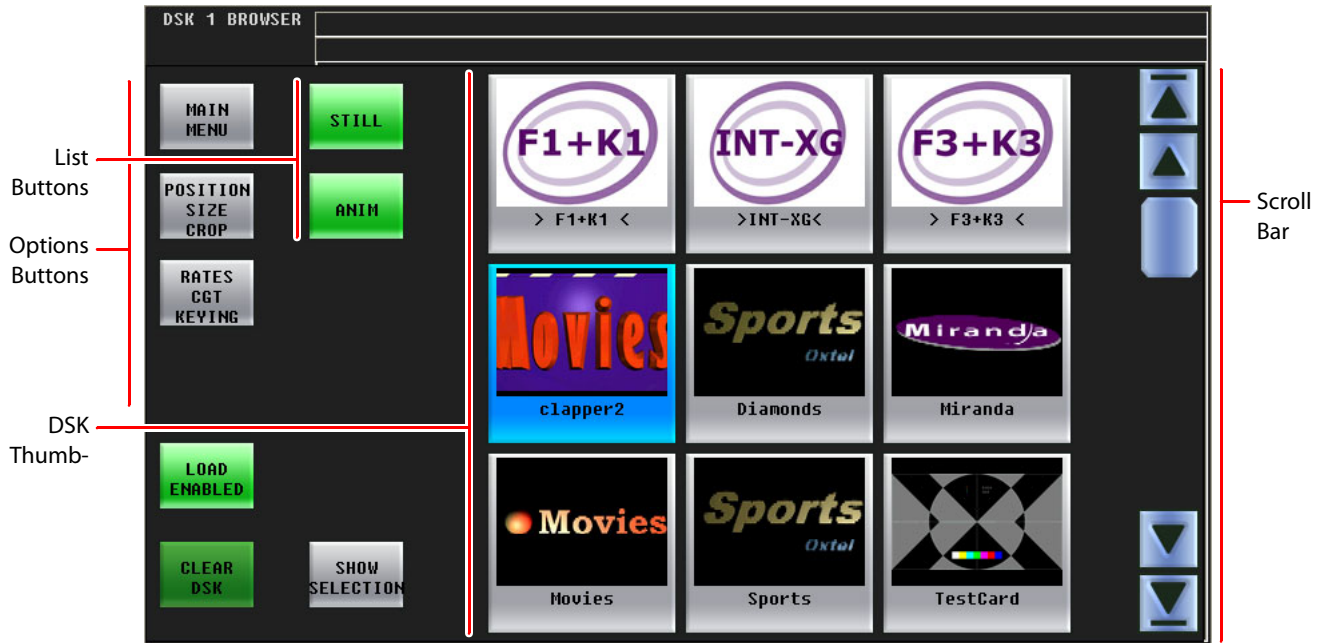 DSK 1 BROWSER
MAIN
MENU
STILL
List
Buttons
POSITION
SIZE
CROP
ANIM
Options
Buttons
RATES
CGT
KEYING
DSK
Thumb-
LOAD
ENABLED
CLEAR
DSK
SHOW
SELECTION
F1+K1
> F1+K1 <
INT-XG
>INT-XG<
F3+K3
> F3+K3 <
Movies
clapper2
Sports
Oxtel
Diamonds
Miranda
Miranda
Movies
Movies
Sports
Oxtel
Sports
TestCard
Scroll
Bar